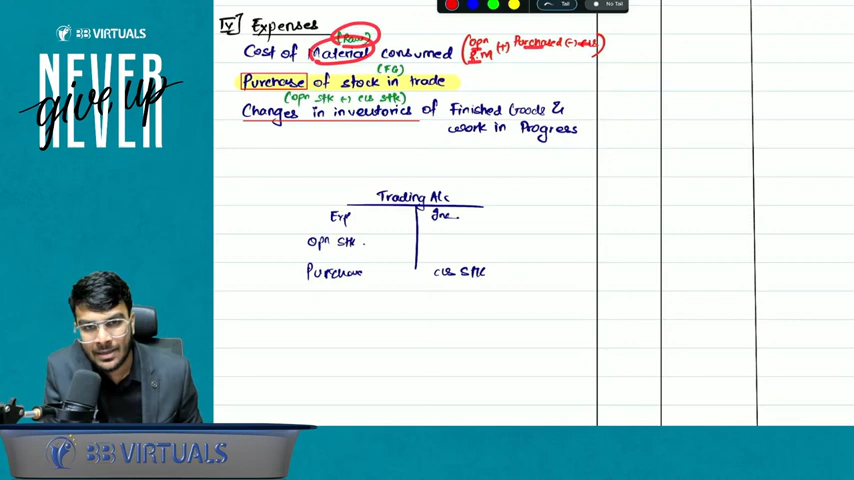 Tail
No Tail
BB VIRTUALS
NEVER
give up
NEVER
IV] Expenses
(Raw)
Cost of Material consumed (opn R.M (+) Purchased (-) cls)
(FG)
Purchase of stock in trade
(opn stk (-) cls stk)
Changes in inventories of Finished Goods &
work in Progress
Trading A/c
Exp Inc
Opn Stk
Purchase cls stk
BB VIRTUALS